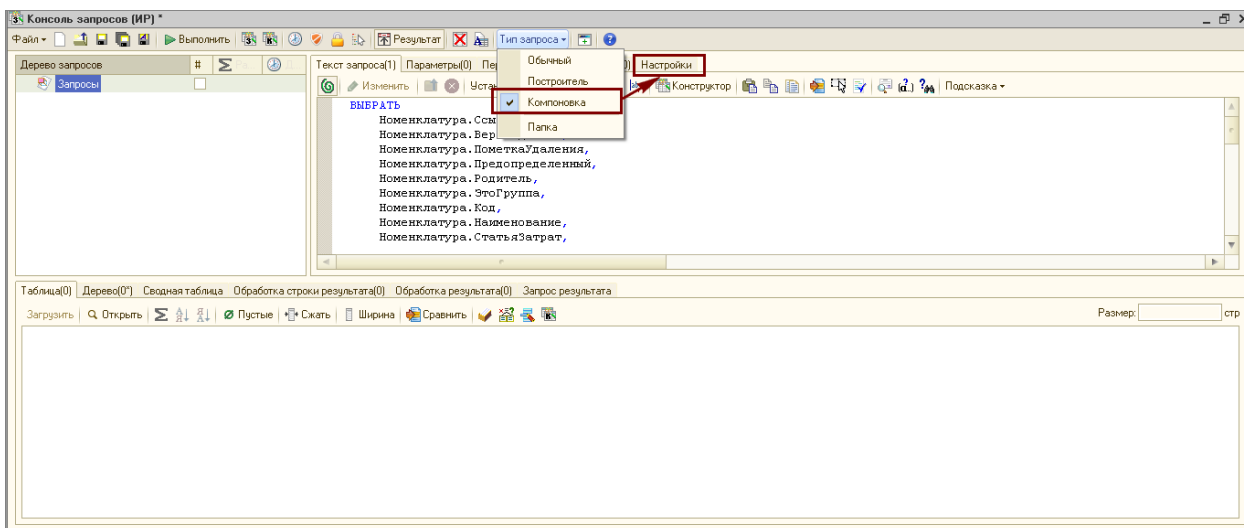 Консоль запросов (ИР) *
Файл Выполнить Результат Тип запроса
Обычный
Построитель
Компоновка
Папка
Дерево запросов # Σ
Запросы
Текст запроса(1) Параметры(0) Настройки
Изменить Конструктор Подсказка
ВЫБРАТЬ
Номенклатура.
Номенклатура.
Номенклатура.ПометкаУдаления,
Номенклатура.Предопределенный,
Номенклатура.Родитель,
Номенклатура.ЭтоГруппа,
Номенклатура.Код,
Номенклатура.Наименование,
Номенклатура.СтатьяЗатрат,
Таблица(0) Дерево(0*) Сводная таблица Обработка строки результата(0) Обработка результата(0) Запрос результата
Загрузить Открыть Пустые Сжать Ширина Сравнить Размер: стр